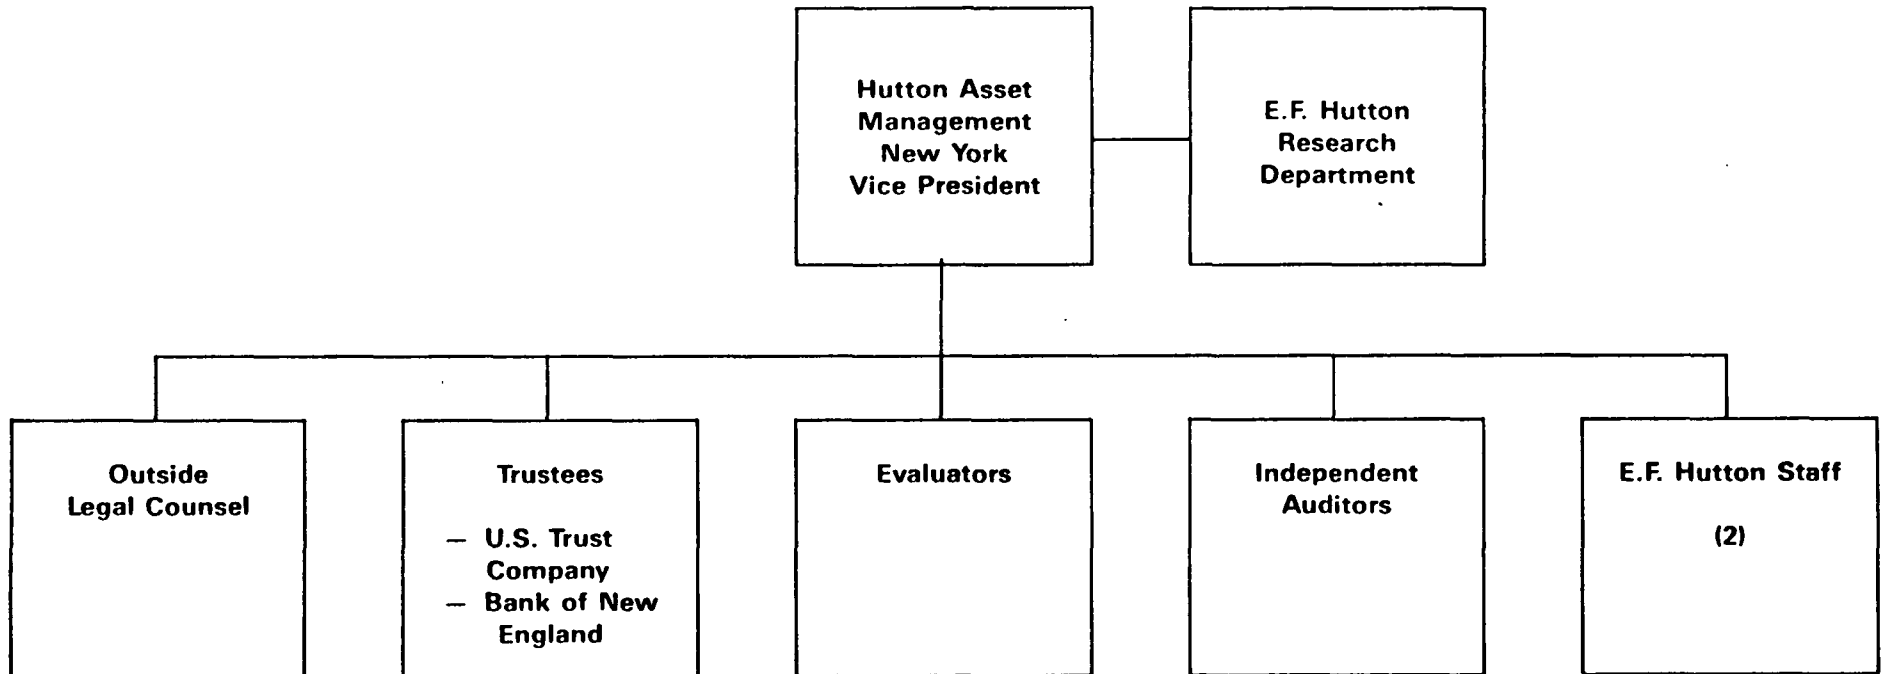 Hutton Asset
Management
New York
Vice President
E.F. Hutton
Research
Department
Outside
Legal Counsel
Trustees
— U.S. Trust
Company
— Bank of New
England
Evaluators
Independent
Auditors
E.F. Hutton Staff
(2)